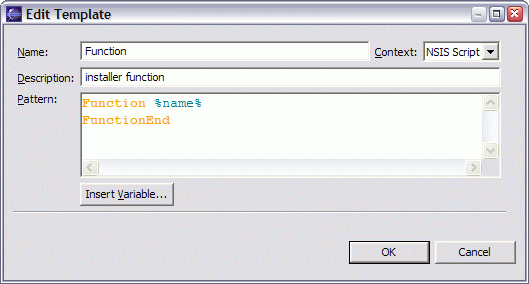 Edit Template
Name: Function Context: NSIS Script
Description: installer function
Pattern: Function %name%
FunctionEnd
Insert Variable...
OK Cancel